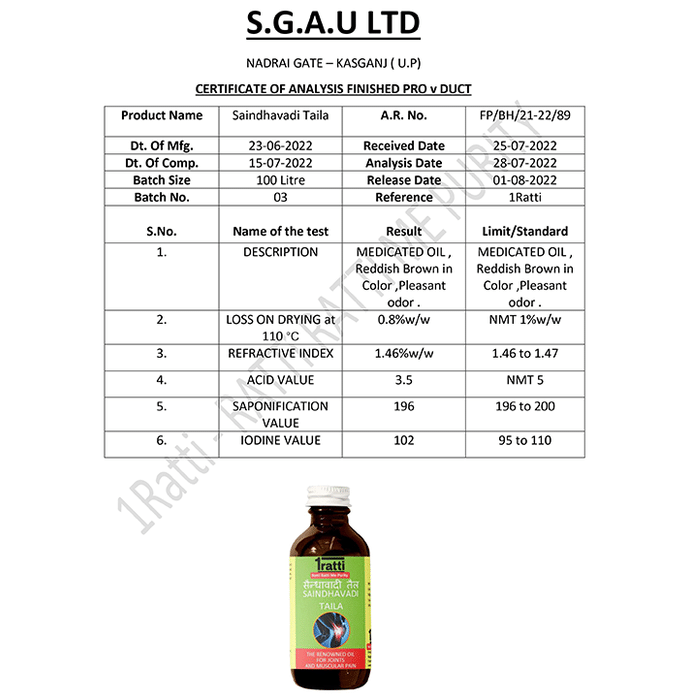 S.G.A.U LTD
NADRAI GATE – KASGANJ ( U.P)
CERTIFICATE OF ANALYSIS FINISHED PRO v DUCT
Product Name Saindhavadi Taila A.R. No. FP/BH/21-22/89
Dt. Of Mfg. 23-06-2022 Received Date 25-07-2022
Dt. Of Comp. 15-07-2022 Analysis Date 28-07-2022
Batch Size 100 Litre Release Date 01-08-2022
Batch No. 03 Reference 1Ratti
S.No. Name of the test Result Limit/Standard
1. DESCRIPTION MEDICATED OIL , MEDICATED OIL ,
Reddish Brown in Reddish Brown in
Color ,Pleasant Color ,Pleasant
odor . odor .
2. LOSS ON DRYING at 0.8%w/w NMT 1%w/w
110 °C
3. REFRACTIVE INDEX 1.46%w/w 1.46 to 1.47
4. ACID VALUE 3.5 NMT 5
5. SAPONIFICATION 196 196 to 200
VALUE
6. IODINE VALUE 102 95 to 110
1Ratti - RATTI RATTI ME PURITY
1ratti
Ratti Ratti Me Purity
सैन्धावादी तैल
SAINDHAVADI
TAILA
THE RENOWNED OIL
FOR JOINTS
AND MUSCULAR PAIN